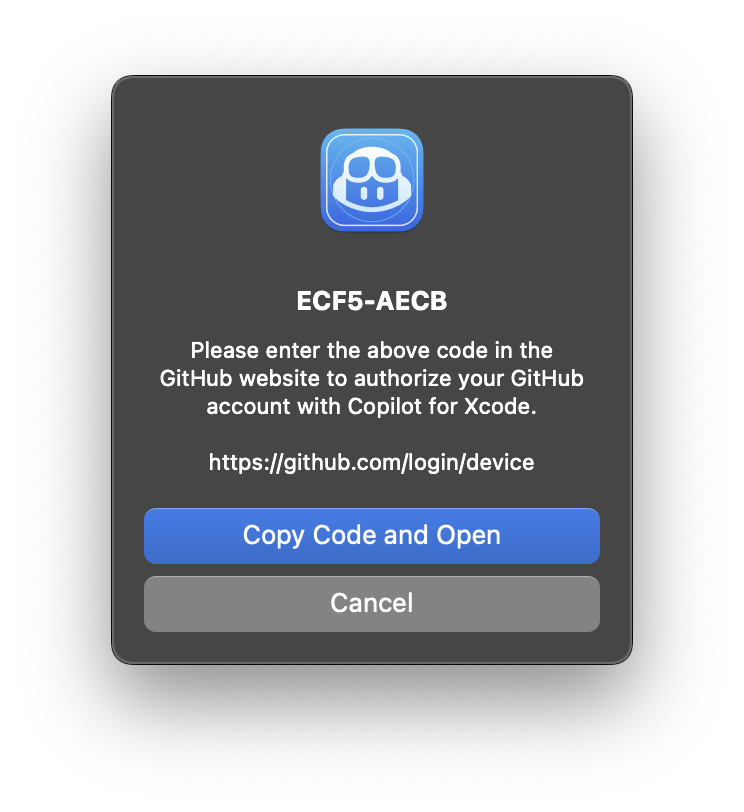 ECF5-AECB
Please enter the above code in the
GitHub website to authorize your GitHub
account with Copilot for Xcode.
https://github.com/login/device
Copy Code and Open
Cancel